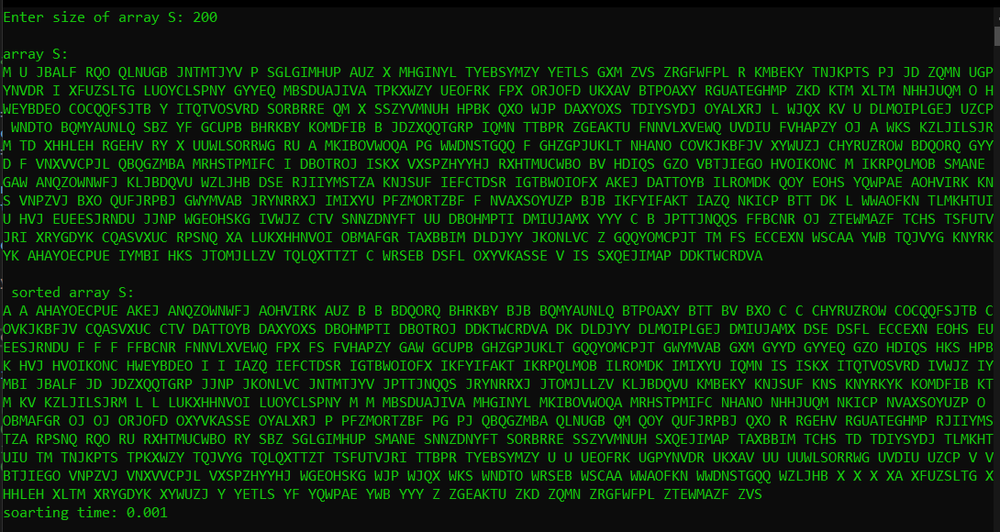 Enter size of array S: 200
array S:
M U JBALF RQO QLNUGB JNTMTJYV P SGLGIMHUP AUZ X MHGINYL TYEBSYMZY YETLS GXM ZVS ZRGFWFPL R KMBEKY TNJKPTS PJ JD ZQMN UGP
YNVDR I XFUZSLTG LUOYCLSPNY GYYEQ MBSDUAJIVA TPKXWZY UEOFRK FPX ORJOFD UKXAV BTPOAXY RGUATEGHMP ZKD KTM XLTM NHHJUQM O H
WEYBDEO COCQQFSJTB Y ITQTVOSVRD SORBRRE QM X SSZYVMNUH HPBK QXO WJP DAXYOXS TDIYSYDJ OYALXRJ L WJQX KV U DLMOIPLGEJ UZCP
WNDTO BQMYAUNLQ SBZ YF GCUPB BHRKBY KOMDFIB B JDZXQQTGRP IQMN TTBPR ZGEAKTU FNNVLXVEWQ UVDIU FVHAPZY OJ A WKS KZLJILSJR
M TD XHHLEH RGEHV RY X UUWLSORRWG RU A MKIBOVWOQA PG WWDNSTGQQ F GHZGPJUKLT NHANO COVKJKBFJV XYWUZJ CHYRUZROW BDQORQ GYY
D F VNXVVCPJL QBQGZMBA MRHSTPMIFC I DBOTROJ ISKX VXSPZHYYHJ RXHTMUCWBO BV HDIQS GZO VBTJIEGO HVOIKONC M IKRPQLMOB SMANE
GAW ANQZOWNWFJ KLJBDQVU WZLJHB DSE RJIIYMSTZA KNJSUF IEFCTDSR IGTBWOIOFX AKEJ DATTOYB ILROMDK QOY EOHS YQWPAE AOHVIRK KN
S VNPZVJ BXO QUFJRPBJ GWYMVAB JRYNRRXJ IMIXYU PFZMORTZBF F NVAXSOYUZP BJB IKFYIFAKT IAZQ NKICP BTT DK L WWAOFKN TLMKHTUI
U HVJ EUEESJRNDU JJNP WGEOHSKG IVWJZ CTV SNNZDNYFT UU DBOHMPTI DMIUJAMX YYY C B JPTTJNQQS FFBCNR OJ ZTEWMAZF TCHS TSFUTV
JRI XRYGDYK CQASVXUC RPSNQ XA LUKXHHNVOI OBMAFGR TAXBBIM DLDJYY JKONLVC Z GQQYOMCPJT TM FS ECCEXN WSCAA YWB TQJVYG KNYRK
YK AHAYOECPUE IYMBI HKS JTOMJLLZV TQLQXTTZT C WRSEB DSFL OXYVKASSE V IS SXQEJIMAP DDKTWCRDVA
sorted array S:
A A AHAYOECPUE AKEJ ANQZOWNWFJ AOHVIRK AUZ B B BDQORQ BHRKBY BJB BQMYAUNLQ BTPOAXY BTT BV BXO C C CHYRUZROW COCQQFSJTB C
OVKJKBFJV CQASVXUC CTV DATTOYB DAXYOXS DBOHMPTI DBOTROJ DDKTWCRDVA DK DLDJYY DLMOIPLGEJ DMIUJAMX DSE DSFL ECCEXN EOHS EU
EESJRNDU F F F FFBCNR FNNVLXVEWQ FPX FS FVHAPZY GAW GCUPB GHZGPJUKLT GQQYOMCPJT GWYMVAB GXM GYYD GYYEQ GZO HDIQS HKS HPB
K HVJ HVOIKONC HWEYBDEO I I IAZQ IEFCTDSR IGTBWOIOFX IKFYIFAKT IKRPQLMOB ILROMDK IMIXYU IQMN IS ISKX ITQTVOSVRD IVWJZ IY
MBI JBALF JD JDZXQQTGRP JJNP JKONLVC JNTMTJYV JPTTJNQQS JRYNRRXJ JTOMJLLZV KLJBDQVU KMBEKY KNJSUF KNS KNYRKYK KOMDFIB KT
M KV KZLJILSJRM L L LUKXHHNVOI LUOYCLSPNY M M MBSDUAJIVA MHGINYL MKIBOVWOQA MRHSTPMIFC NHANO NHHJUQM NKICP NVAXSOYUZP O
OBMAFGR OJ OJ ORJOFD OXYVKASSE OYALXRJ P PFZMORTZBF PG PJ QBQGZMBA QLNUGB QM QOY QUFJRPBJ QXO R RGEHV RGUATEGHMP RJIIYMS
TZA RPSNQ RQO RU RXHTMUCWBO RY SBZ SGLGIMHUP SMANE SNNZDNYFT SORBRRE SSZYVMNUH SXQEJIMAP TAXBBIM TCHS TD TDIYSYDJ TLMKHT
UIU TM TNJKPTS TPKXWZY TQJVYG TQLQXTTZT TSFUTVJRI TTBPR TYEBSYMZY U U UEOFRK UGPYNVDR UKXAV UU UUWLSORRWG UVDIU UZCP V V
BTJIEGO VNPZVJ VNXVVCPJL VXSPZHYYHJ WGEOHSKG WJP WJQX WKS WNDTO WRSEB WSCAA WWAOFKN WWDNSTGQQ WZLJHB X X X XA XFUZSLTG X
HHLEH XLTM XRYGDYK XYWUZJ Y YETLS YF YQWPAE YWB YYY Z ZGEAKTU ZKD ZQMN ZRGFWFPL ZTEWMAZF ZVS
soarting time: 0.001